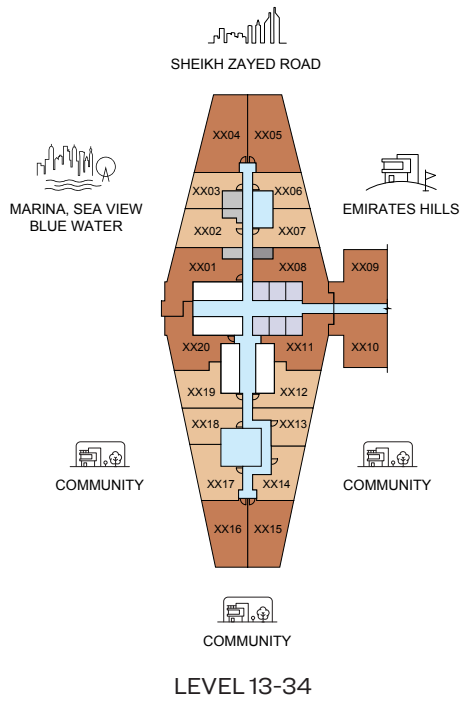 SHEIKH ZAYED ROAD
XX04 XX05
MARINA, SEA VIEW
BLUE WATER
EMIRATES HILLS
XX03 XX06
XX02 XX07
XX01 XX08 XX09
XX20 XX11 XX10
XX19 XX12
XX18 XX13
XX17 XX14
COMMUNITY
COMMUNITY
XX16 XX15
COMMUNITY
LEVEL 13-34